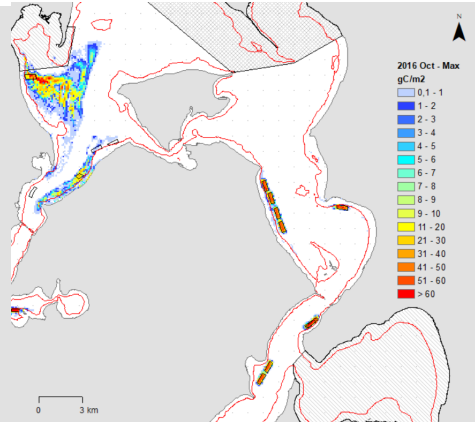 N
2016 Oct - Max
gC/m2
0,1 - 1
1 - 2
2 - 3
3 - 4
4 - 5
5 - 6
6 - 7
7 - 8
8 - 9
9 - 10
11 - 20
21 - 30
31 - 40
41 - 50
51 - 60
> 60
0 3 km